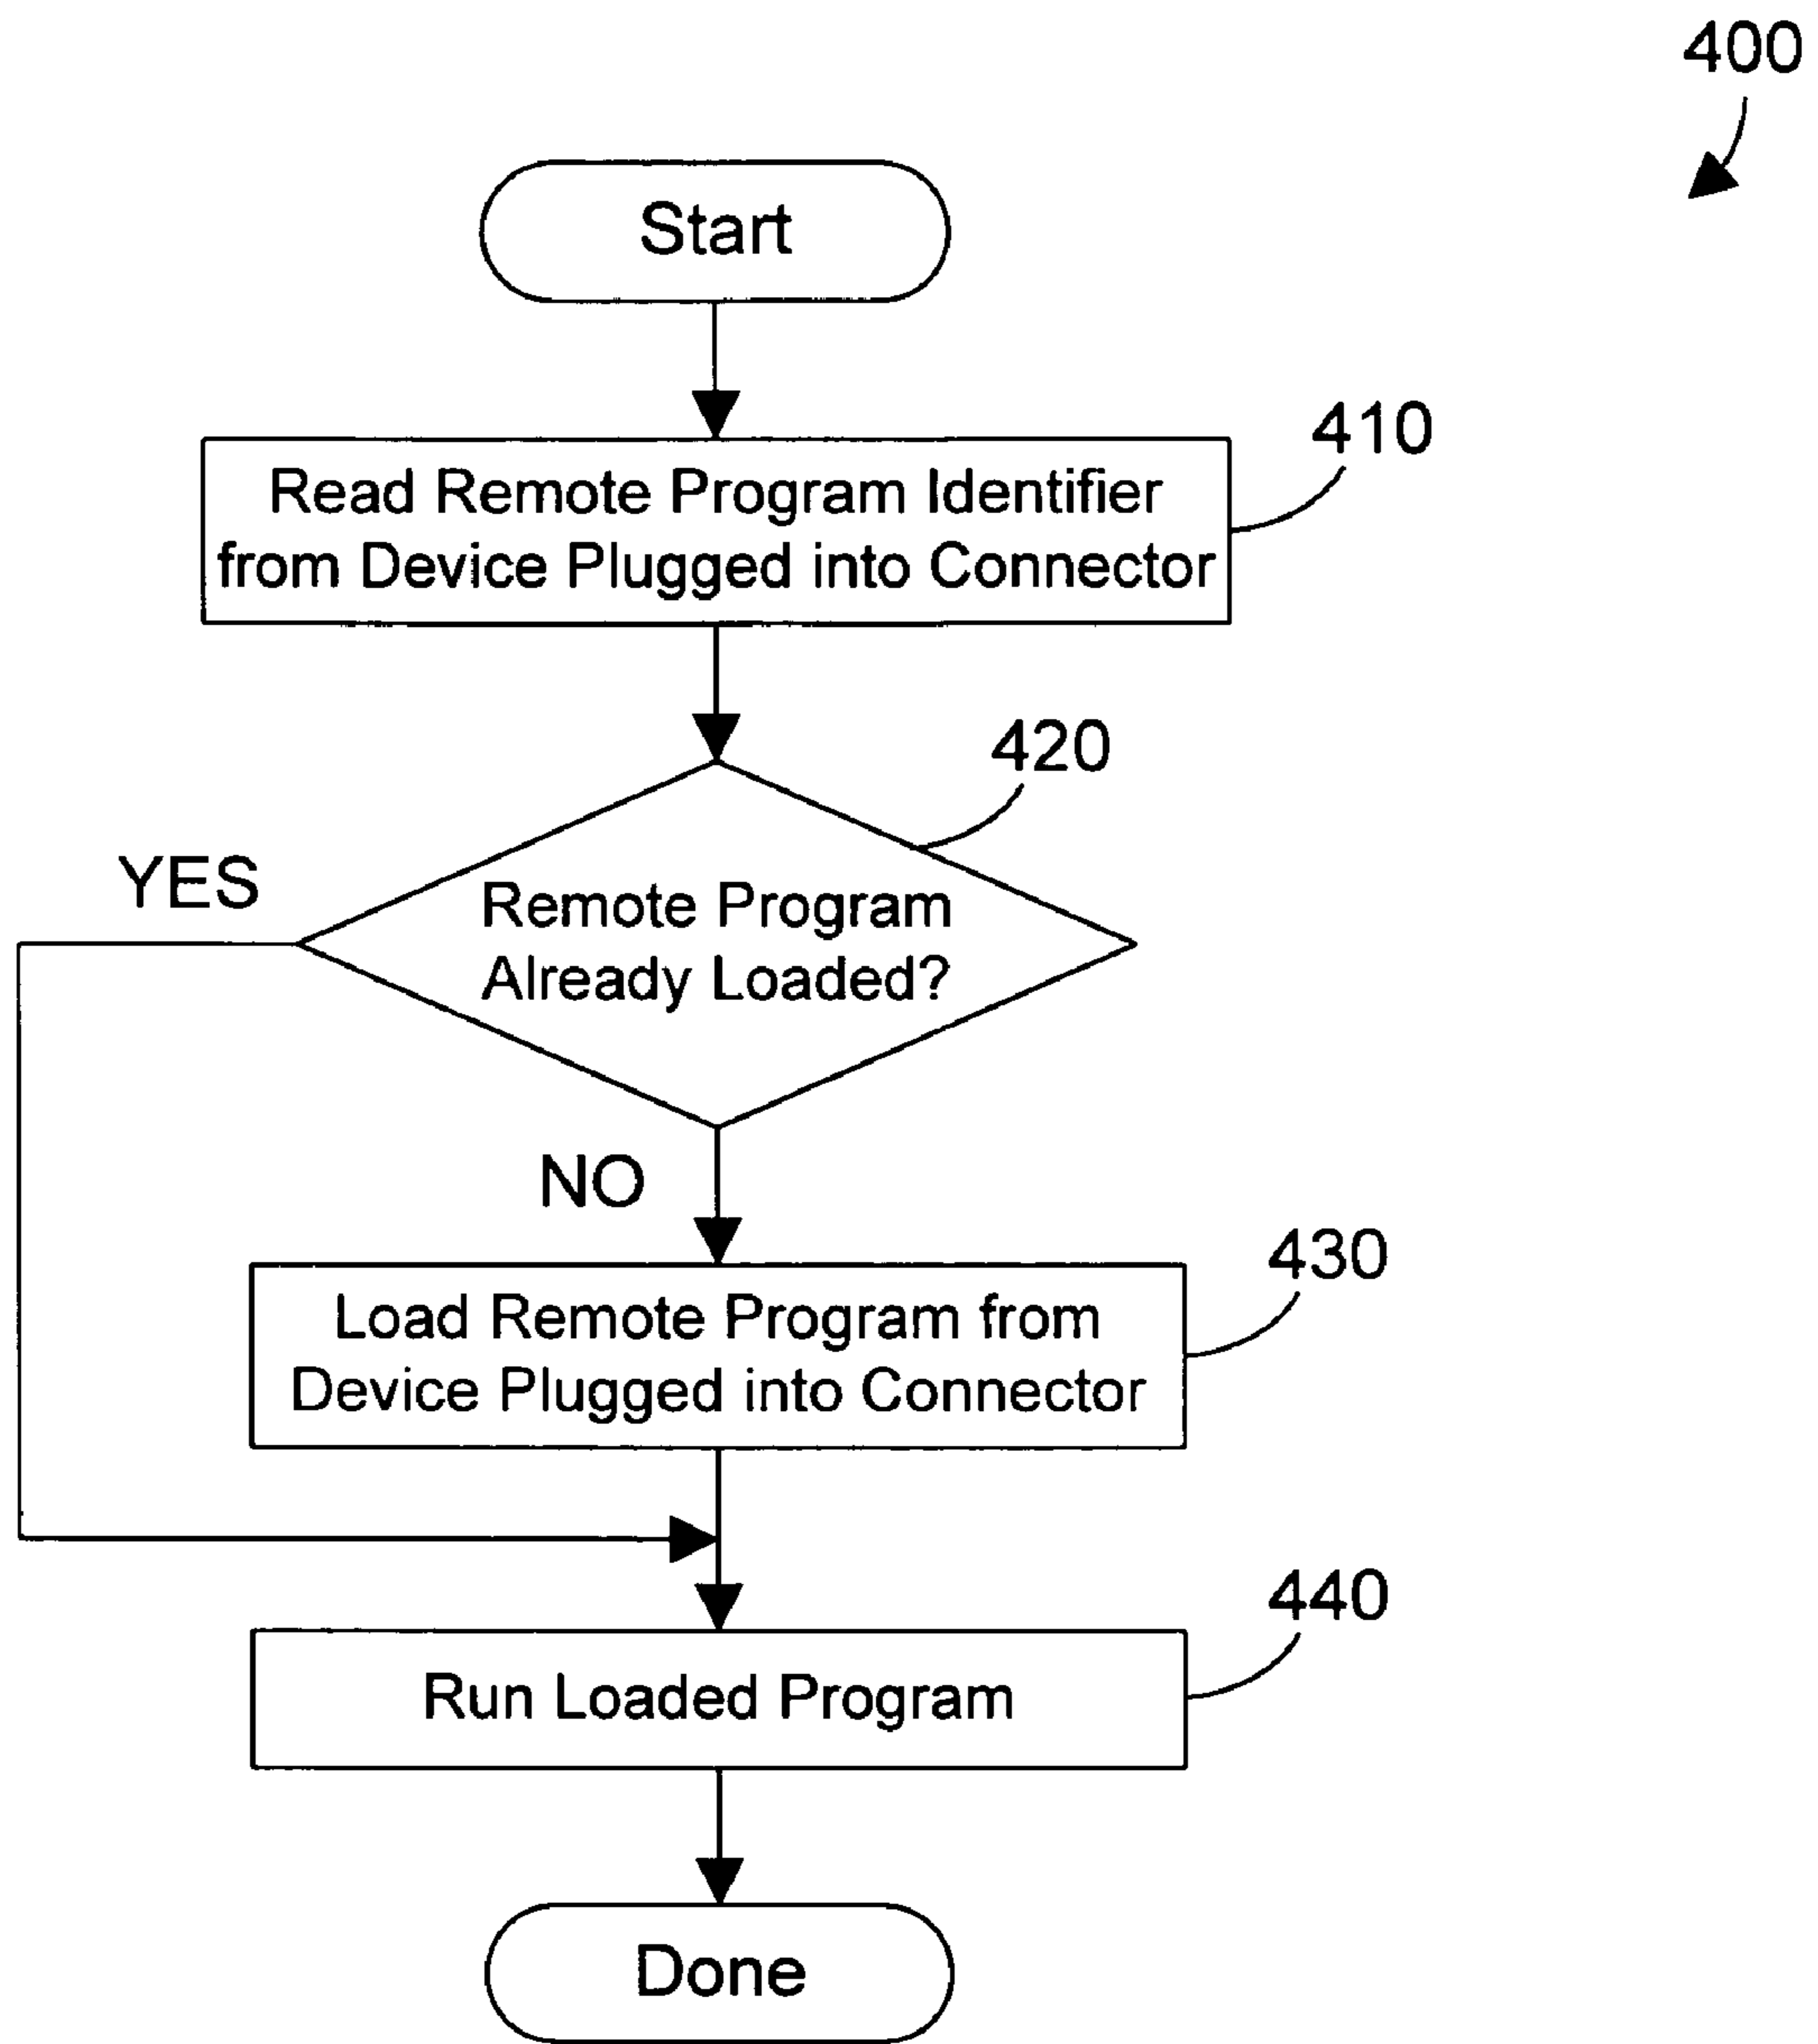 400
Start
410
Read Remote Program Identifier
from Device Plugged into Connector
420
YES
Remote Program
Already Loaded?
NO
430
Load Remote Program from
Device Plugged into Connector
440
Run Loaded Program
Done